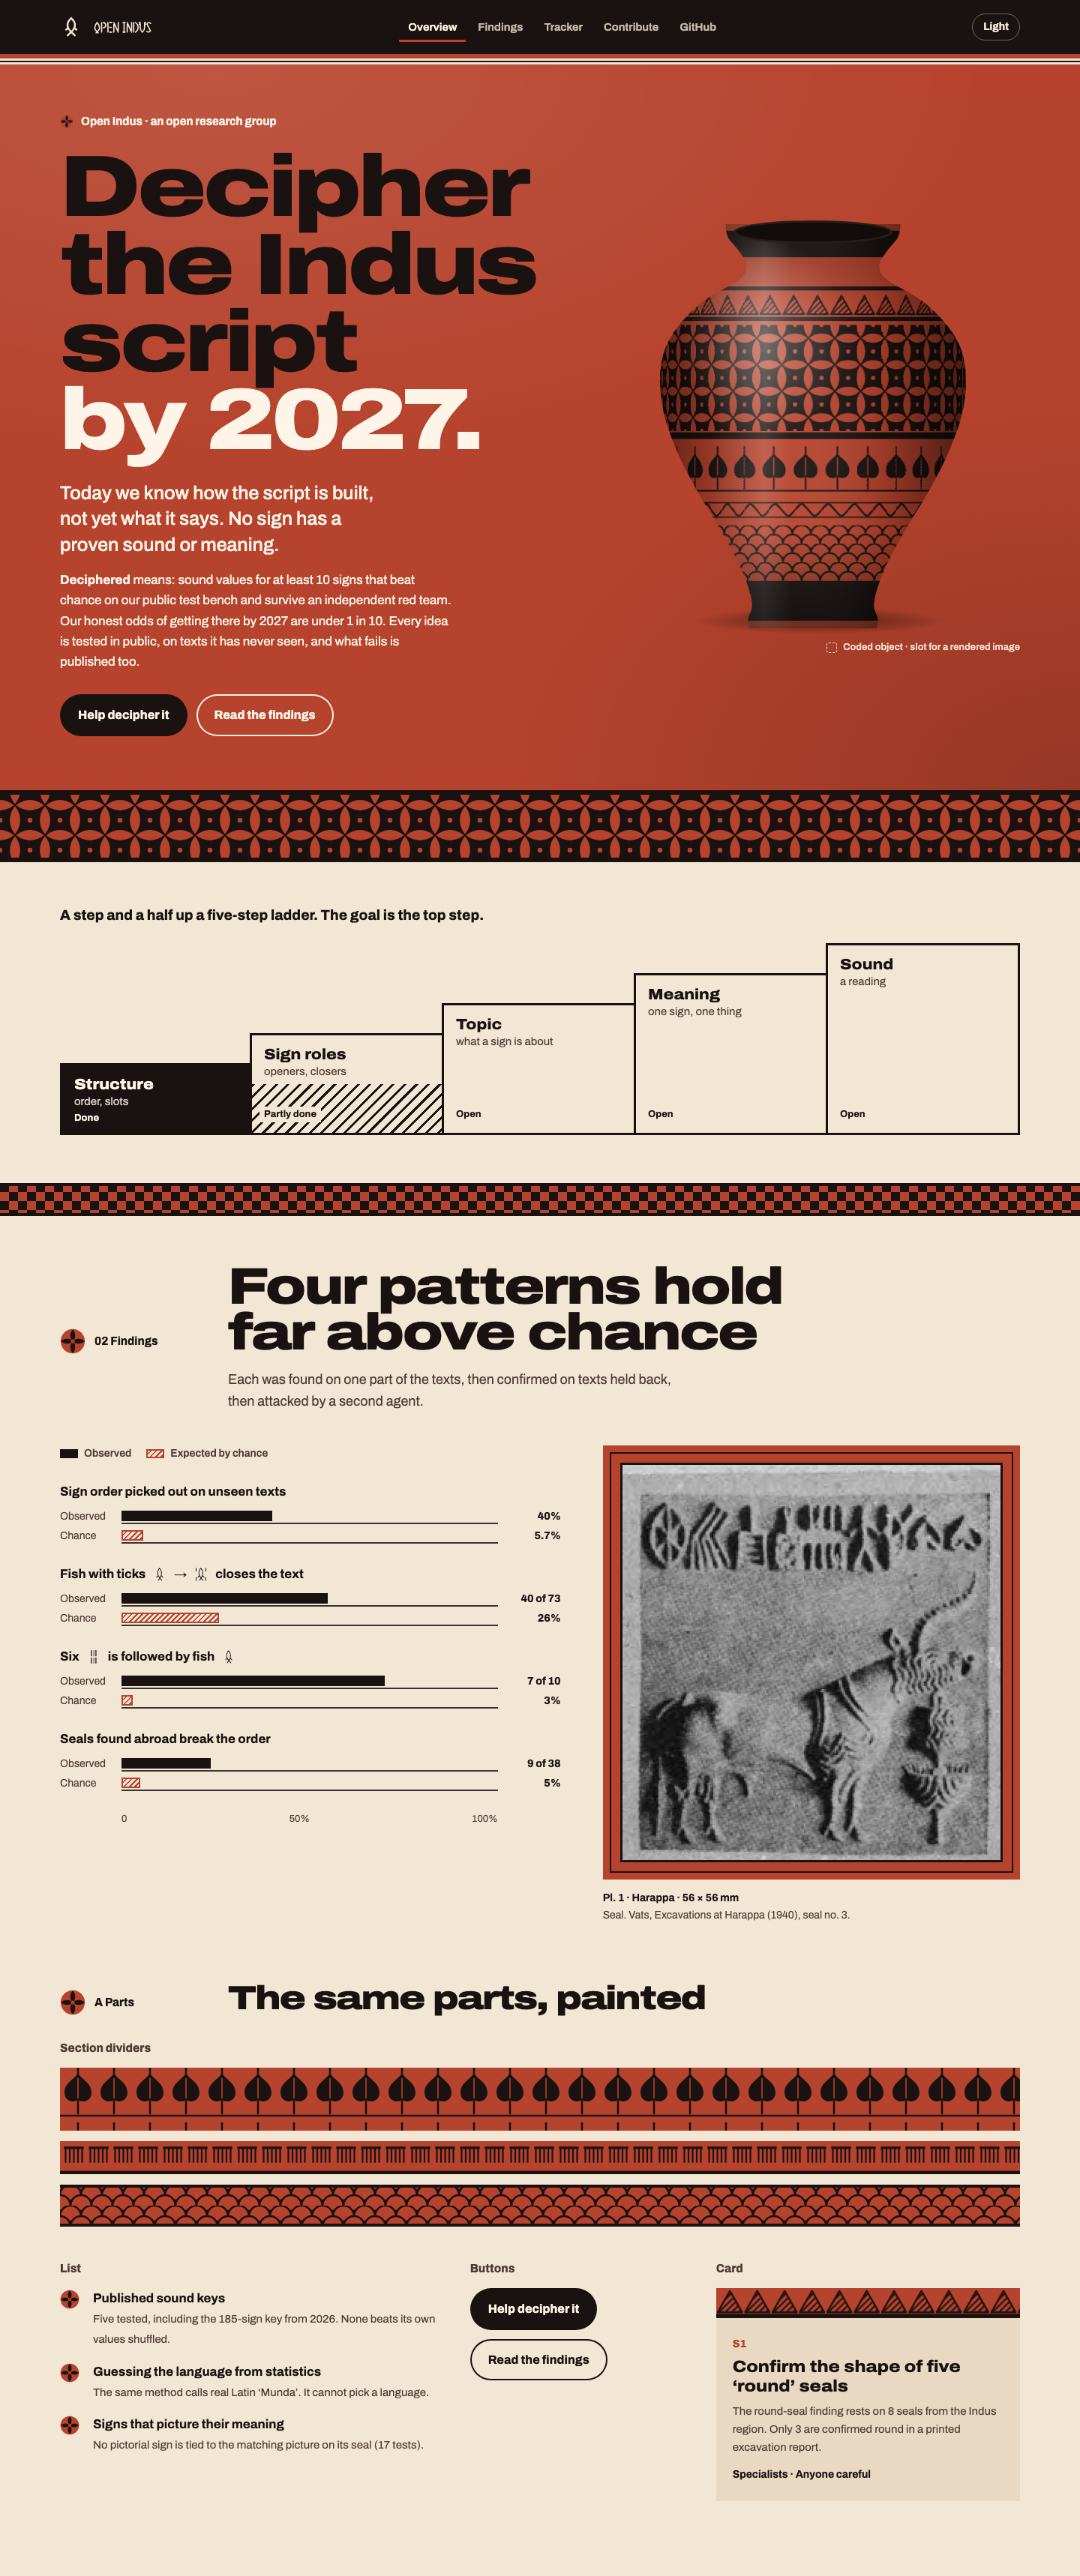 OPEN INDUS
Overview
Findings
Tracker
Contribute
GitHub
Light
Open Indus · an open research group
Decipher
the Indus
script
by 2027.
Today we know how the script is built,
not yet what it says. No sign has a
proven sound or meaning.
Deciphered means: sound values for at least 10 signs that beat
chance on our public test bench and survive an independent red team.
Our honest odds of getting there by 2027 are under 1 in 10. Every idea
is tested in public, on texts it has never seen, and what fails is
published too.
Help decipher it
Read the findings
Coded object · slot for a rendered image
A step and a half up a five-step ladder. The goal is the top step.
Structure
order, slots
Done
Sign roles
openers, closers
Partly done
Topic
what a sign is about
Open
Meaning
one sign, one thing
Open
Sound
a reading
Open
02 Findings
Four patterns hold
far above chance
Each was found on one part of the texts, then confirmed on texts held back,
then attacked by a second agent.
Observed
Expected by chance
Sign order picked out on unseen texts
Observed 40%
Chance 5.7%
Fish with ticks → closes the text
Observed 40 of 73
Chance 26%
Six is followed by fish
Observed 7 of 10
Chance 3%
Seals found abroad break the order
Observed 9 of 38
Chance 5%
0 50% 100%
Pl. 1 · Harappa · 56 × 56 mm
Seal. Vats, Excavations at Harappa (1940), seal no. 3.
A Parts
The same parts, painted
Section dividers
List
Published sound keys
Five tested, including the 185-sign key from 2026. None beats its own
values shuffled.
Guessing the language from statistics
The same method calls real Latin ‘Munda’. It cannot pick a language.
Signs that picture their meaning
No pictorial sign is tied to the matching picture on its seal (17 tests).
Buttons
Help decipher it
Read the findings
Card
S1
Confirm the shape of five
‘round’ seals
The round-seal finding rests on 8 seals from the Indus
region. Only 3 are confirmed round in a printed
excavation report.
Specialists · Anyone careful